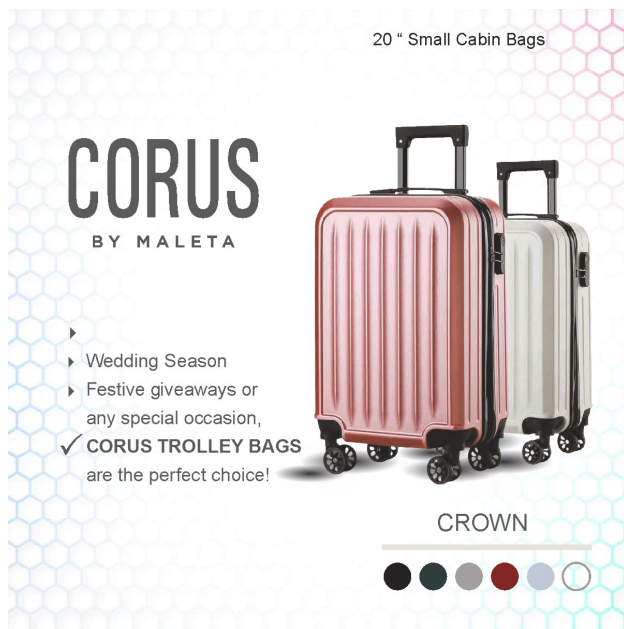 20 “ Small Cabin Bags
CORUS
BY MALETA
Wedding Season
Festive giveaways or
any special occasion,
CORUS TROLLEY BAGS
are the perfect choice!
CROWN